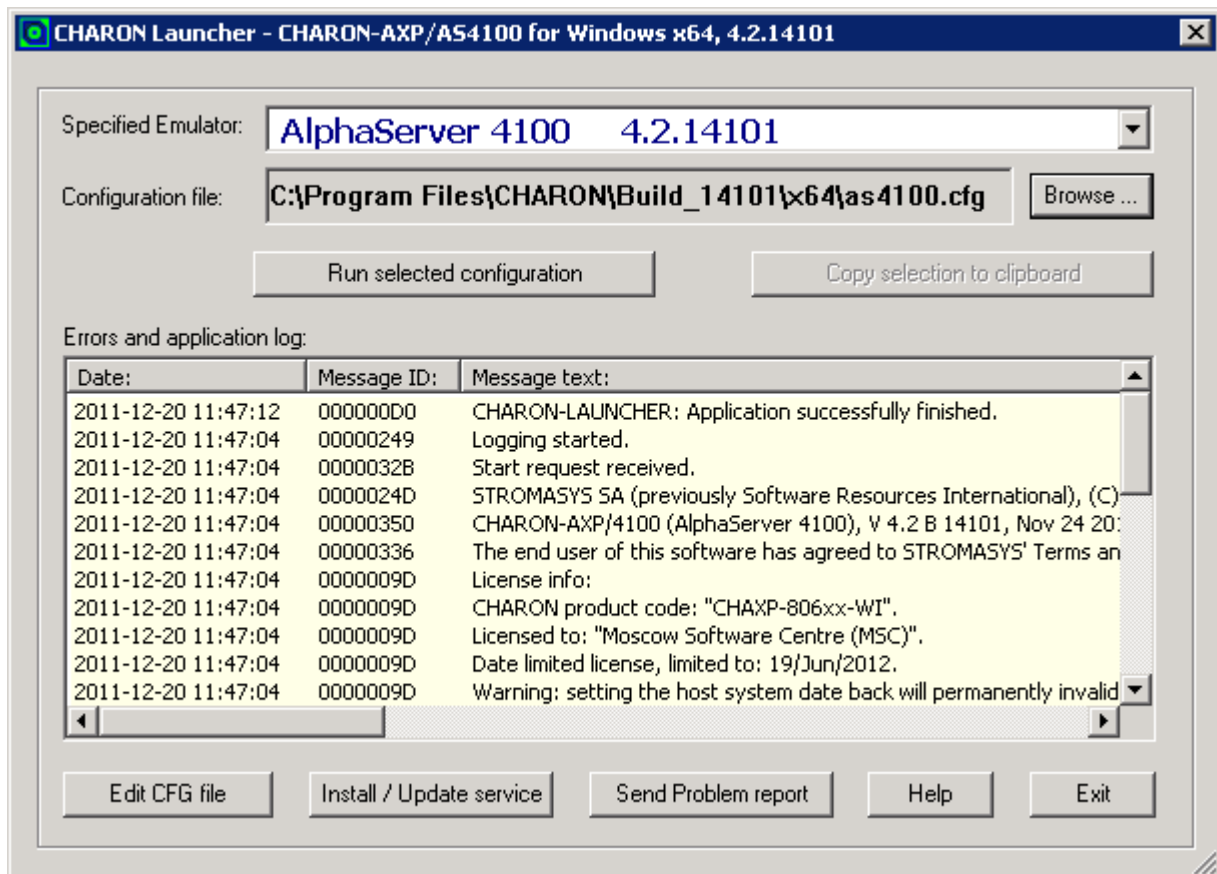 CHARON Launcher - CHARON-AXP/AS4100 for Windows x64, 4.2.14101
Specified Emulator: AlphaServer 4100 4.2.14101
Configuration file: C:\Program Files\CHARON\Build_14101\x64\as4100.cfg Browse ...
Run selected configuration Copy selection to clipboard
Errors and application log:
Date: Message ID: Message text:
2011-12-20 11:47:12 000000D0 CHARON-LAUNCHER: Application successfully finished.
2011-12-20 11:47:04 00000249 Logging started.
2011-12-20 11:47:04 0000032B Start request received.
2011-12-20 11:47:04 0000024D STROMASYS SA (previously Software Resources International), (C)
2011-12-20 11:47:04 00000350 CHARON-AXP/4100 (AlphaServer 4100), V 4.2 B 14101, Nov 24 201
2011-12-20 11:47:04 00000336 The end user of this software has agreed to STROMASYS' Terms an
2011-12-20 11:47:04 0000009D License info:
2011-12-20 11:47:04 0000009D CHARON product code: "CHAXP-806xx-WI".
2011-12-20 11:47:04 0000009D Licensed to: "Moscow Software Centre (MSC)".
2011-12-20 11:47:04 0000009D Date limited license, limited to: 19/Jun/2012.
2011-12-20 11:47:04 0000009D Warning: setting the host system date back will permanently invalid
Edit CFG file Install / Update service Send Problem report Help Exit